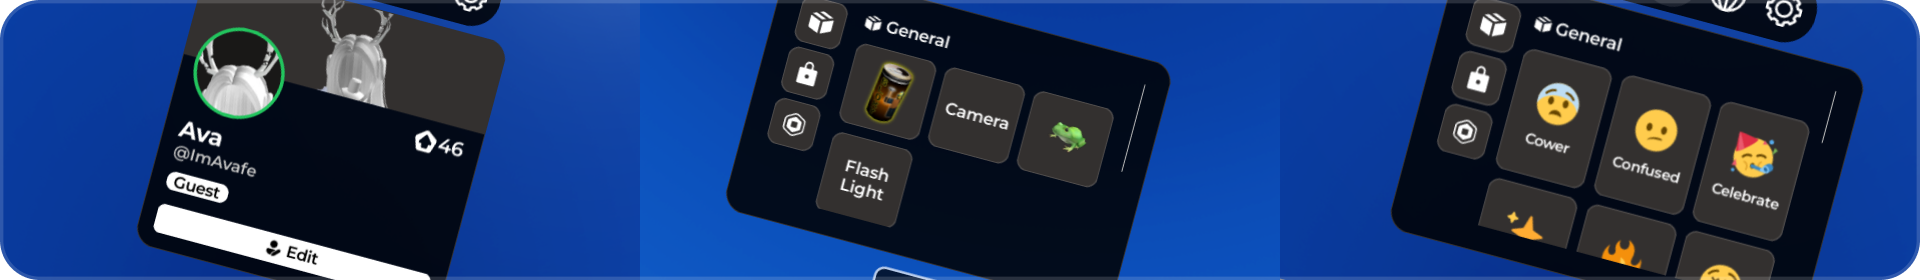 Ava
46
@ImAvafe
Guest
Edit
General
Camera
Flash
Light
General
Cower
Confused
Celebrate